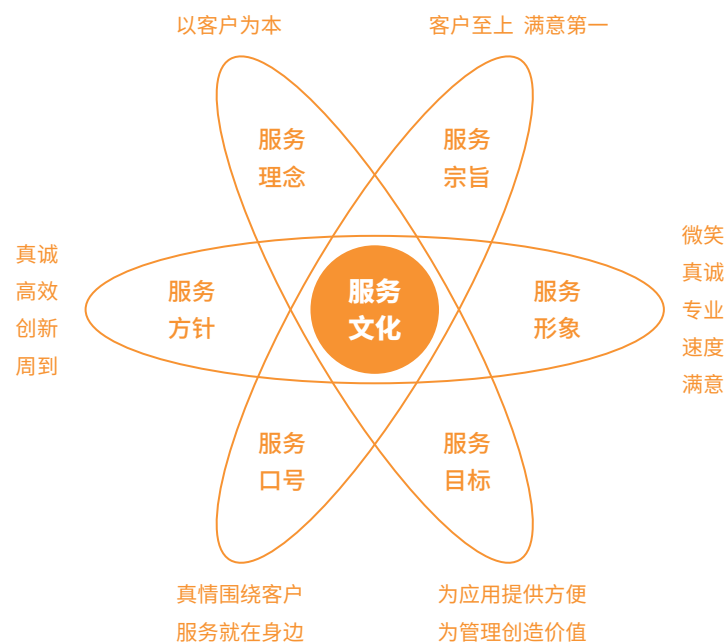 以客户为本
客户至上 满意第一
服务
理念
服务
宗旨
真诚
高效
创新
周到
服务
方针
服务
文化
服务
形象
微笑
真诚
专业
速度
满意
服务
口号
服务
目标
真情围绕客户
服务就在身边
为应用提供方便
为管理创造价值